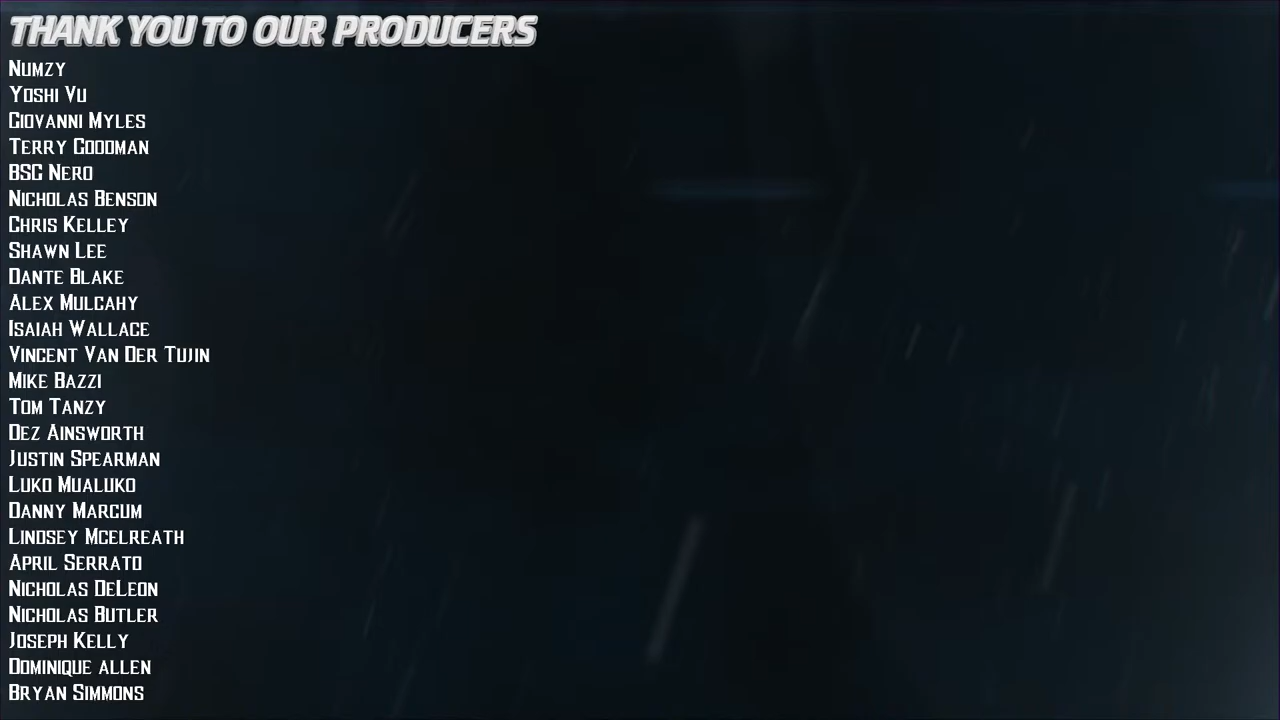 THANK YOU TO OUR PRODUCERS
NUMZY
YOSHI VU
GIOVANNI MYLES
TERRY GOODMAN
BSG NERO
NICHOLAS BENSON
CHRIS KELLEY
SHAWN LEE
DANTE BLAKE
ALEX MULCAHY
ISAIAH WALLACE
VINCENT VAN DER TUJIN
MIKE BAZZI
TOM TANZY
DEZ AINSWORTH
JUSTIN SPEARMAN
LUKO MUALUKO
DANNY MARCUM
LINDSEY MCELREATH
APRIL SERRATO
NICHOLAS DELEON
NICHOLAS BUTLER
JOSEPH KELLY
DOMINIQUE ALLEN
BRYAN SIMMONS